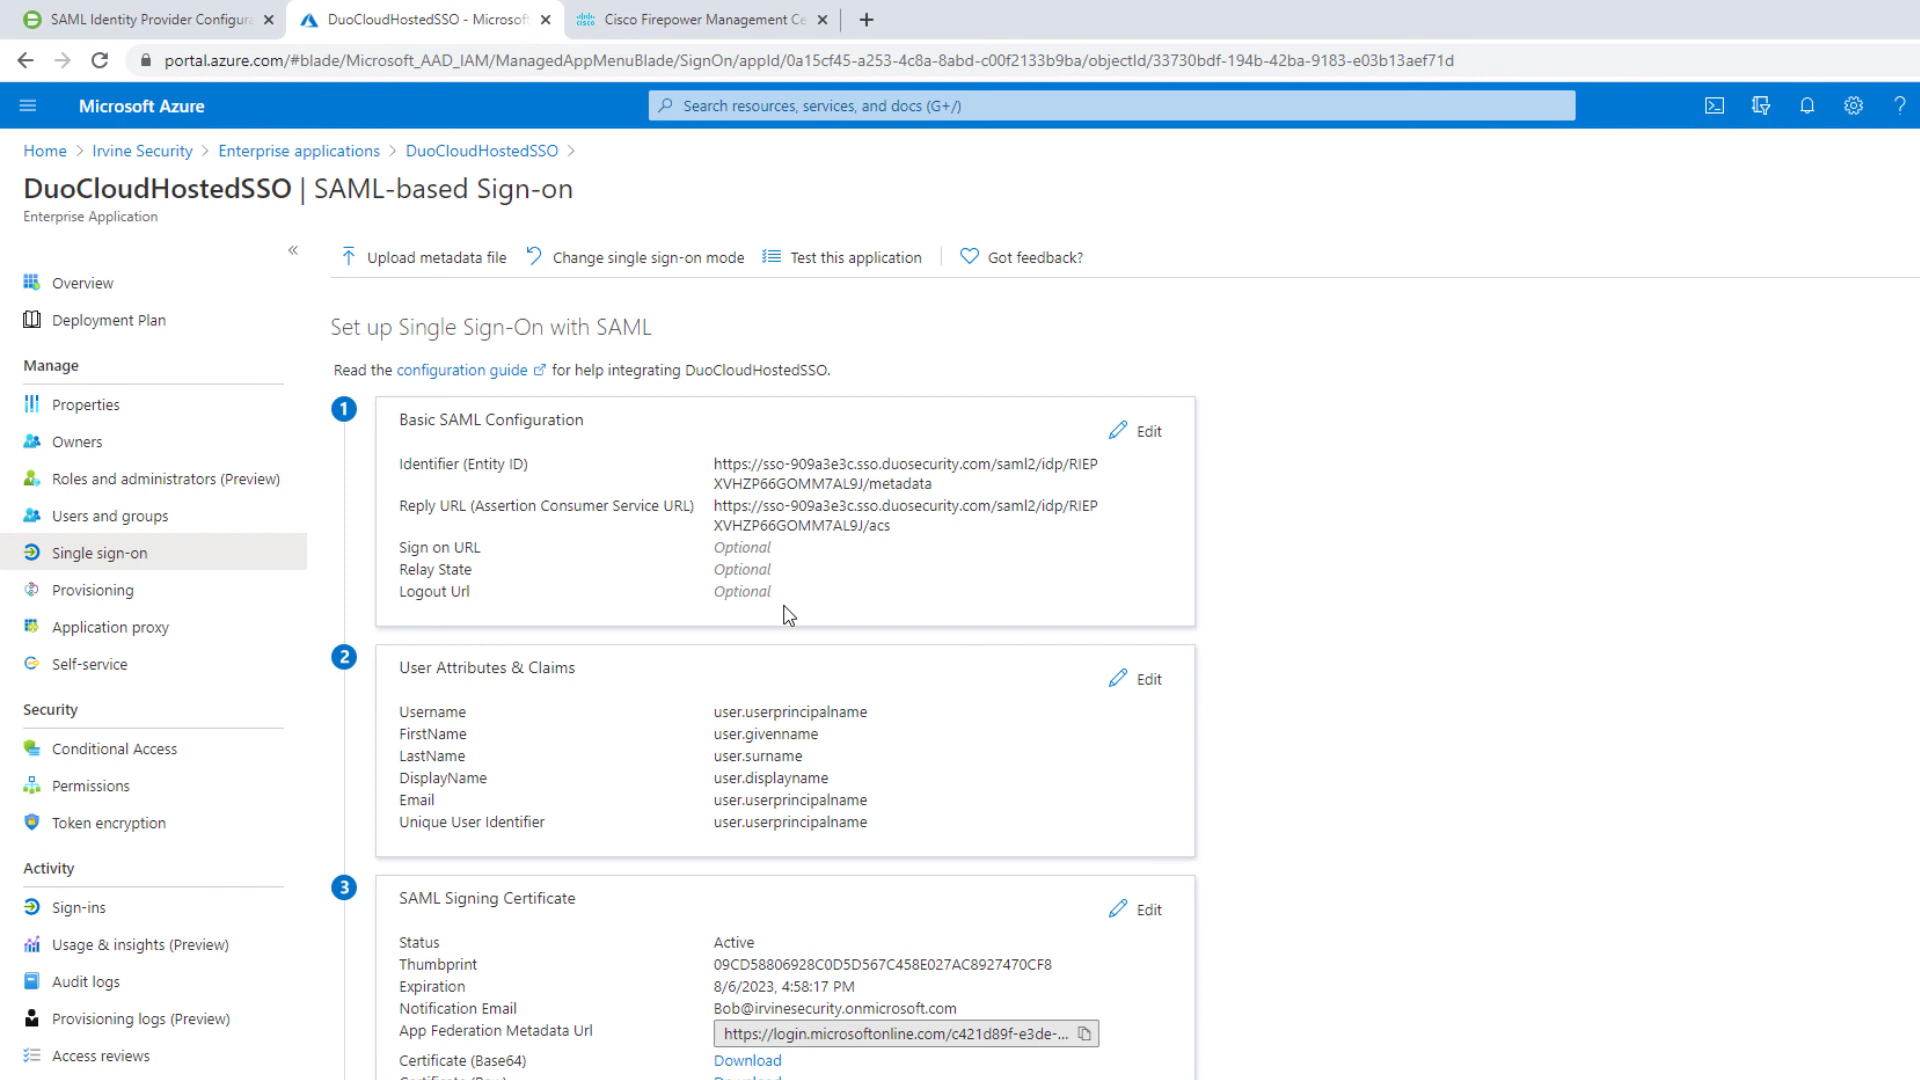 SAML Identity Provider Configura
DuoCloudHostedSSO - Microsoft
Cisco Firepower Management Ce
portal.azure.com/#blade/Microsoft_AAD_IAM/ManagedAppMenuBlade/SignOn/appId/0a15cf45-a253-4c8a-8abd-c00f2133b9ba/objectId/33730bdf-194b-42ba-9183-e03b13aef71d
Microsoft Azure
Search resources, services, and docs (G+/)
Home > Irvine Security > Enterprise applications > DuoCloudHostedSSO >
DuoCloudHostedSSO | SAML-based Sign-on
Enterprise Application
Overview
Deployment Plan
Manage
Properties
Owners
Roles and administrators (Preview)
Users and groups
Single sign-on
Provisioning
Application proxy
Self-service
Security
Conditional Access
Permissions
Token encryption
Activity
Sign-ins
Usage & insights (Preview)
Audit logs
Provisioning logs (Preview)
Access reviews
Upload metadata file
Change single sign-on mode
Test this application
Got feedback?
Set up Single Sign-On with SAML
Read the configuration guide for help integrating DuoCloudHostedSSO.
1
Basic SAML Configuration
Edit
Identifier (Entity ID)
https://sso-909a3e3c.sso.duosecurity.com/saml2/idp/RIEP
XVHZP66GOMM7AL9J/metadata
Reply URL (Assertion Consumer Service URL)
https://sso-909a3e3c.sso.duosecurity.com/saml2/idp/RIEP
XVHZP66GOMM7AL9J/acs
Sign on URL Optional
Relay State Optional
Logout Url Optional
2
User Attributes & Claims
Edit
Username user.userprincipalname
FirstName user.givenname
LastName user.surname
DisplayName user.displayname
Email user.userprincipalname
Unique User Identifier user.userprincipalname
3
SAML Signing Certificate
Edit
Status Active
Thumbprint 09CD58806928C0D5D567C458E027AC8927470CF8
Expiration 8/6/2023, 4:58:17 PM
Notification Email Bob@irvinesecurity.onmicrosoft.com
App Federation Metadata Url https://login.microsoftonline.com/c421d89f-e3de-...
Certificate (Base64) Download